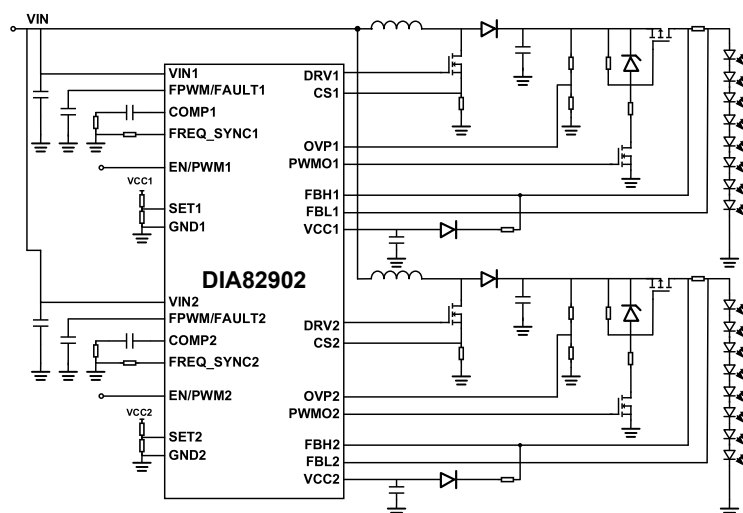 VIN
VIN1
DRV1
FPWM/FAULT1
CS1
COMP1
FREQ_SYNC1
OVP1
EN/PWM1
PWMO1
VCC1
FBH1
SET1
FBL1
GND1
VCC1
DIA82902
VIN2
FPWM/FAULT2
DRV2
COMP2
CS2
FREQ_SYNC2
EN/PWM2
OVP2
VCC2
PWMO2
SET2
FBH2
GND2
FBL2
VCC2